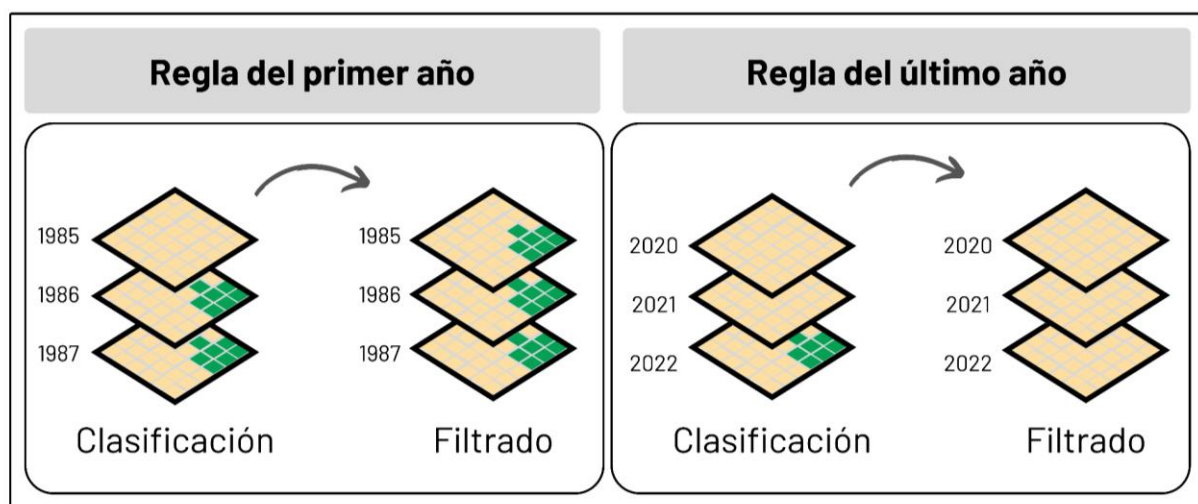 Regla del primer año
Regla del último año
1985
1986
1987
1985
1986
1987
Clasificación
Filtrado
2020
2021
2022
2020
2021
2022
Clasificación
Filtrado